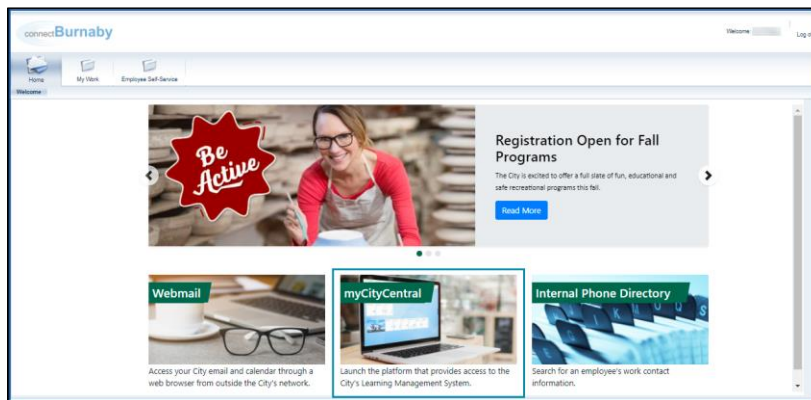 connectBurnaby
Welcome
Log o
Home
My Work
Employee Self-Service
Welcome
Be
Active
Registration Open for Fall
Programs
The City is excited to offer a full slate of fun, educational and
safe recreational programs this fall.
Read More
Webmail
myCityCentral
Internal Phone Directory
Access your City email and calendar through a
web browser from outside the City's network.
Launch the platform that provides access to the
City's Learning Management System.
Search for an employee's work contact
information.